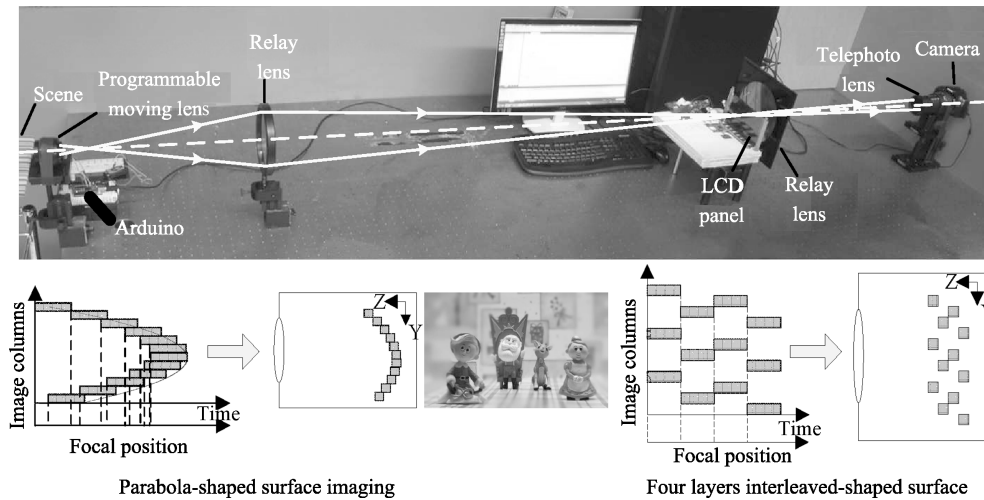 Scene
Programmable
moving lens
Relay
lens
Telephoto
lens
Camera
Arduino
LCD
panel
Relay
lens
Image columns
Time
Focal position
Z
Y
Image columns
Time
Focal position
Z
Parabola-shaped surface imaging
Four layers interleaved-shaped surface